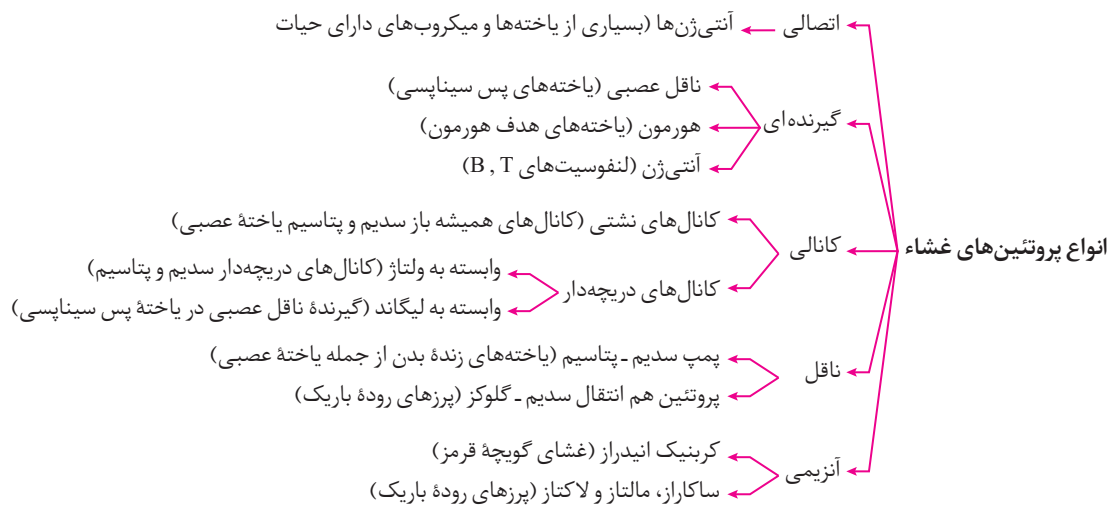 انواع پروتئین‌های غشاء
اتصالی
آنتی‌ژن‌ها (بسیاری از یاخته‌ها و میکروب‌های دارای حیات
گیرنده‌ای
ناقل عصبی (یاخته‌های پس سیناپسی)
هورمون (یاخته‌های هدف هورمون)
آنتی‌ژن (لنفوسیت‌های B , T)
کانالی
کانال‌های نشتی (کانال‌های همیشه باز سدیم و پتاسیم یاختهٔ عصبی)
کانال‌های دریچه‌دار
وابسته به ولتاژ (کانال‌های دریچه‌دار سدیم و پتاسیم)
وابسته به لیگاند (گیرندهٔ ناقل عصبی در یاختهٔ پس سیناپسی)
ناقل
پمپ سدیم ـ پتاسیم (یاخته‌های زندهٔ بدن از جمله یاختهٔ عصبی)
پروتئین هم انتقال سدیم ـ گلوکز (پرزهای رودهٔ باریک)
آنزیمی
کربنیک انیدراز (غشای گویچهٔ قرمز)
ساکاراز، مالتاز و لاکتاز (پرزهای رودهٔ باریک)